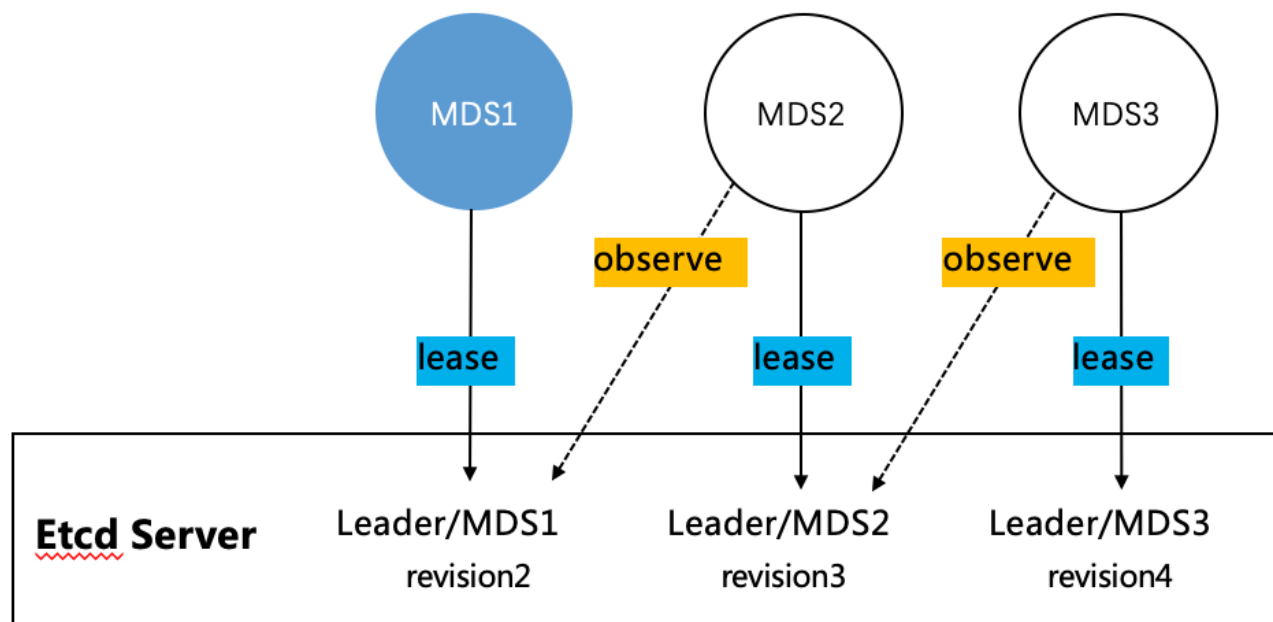 MDS1
MDS2
MDS3
observe
observe
lease
lease
lease
Etcd Server
Leader/MDS1
Leader/MDS2
Leader/MDS3
revision2
revision3
revision4